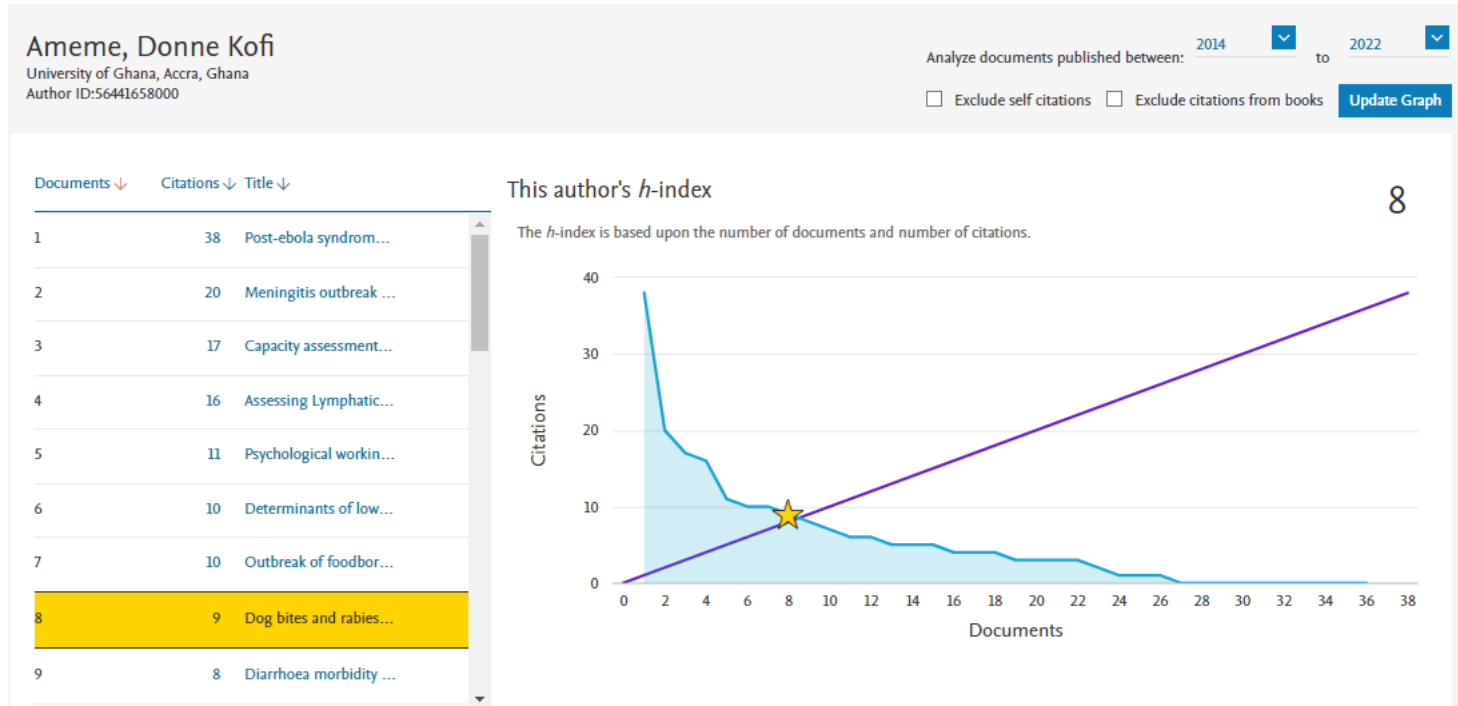 Ameme, Donne Kofi
University of Ghana, Accra, Ghana
Author ID:56441658000
Analyze documents published between: 2014 to 2022
Exclude self citations Exclude citations from books Update Graph
Documents Citations Title
1 38 Post-ebola syndrom...
2 20 Meningitis outbreak ...
3 17 Capacity assessment...
4 16 Assessing Lymphatic...
5 11 Psychological workin...
6 10 Determinants of low...
7 10 Outbreak of foodbor...
8 9 Dog bites and rabies...
9 8 Diarrhoea morbidity ...
This author's h-index
8
The h-index is based upon the number of documents and number of citations.
40
30
20
10
0
Citations
0 2 4 6 8 10 12 14 16 18 20 22 24 26 28 30 32 34 36 38
Documents